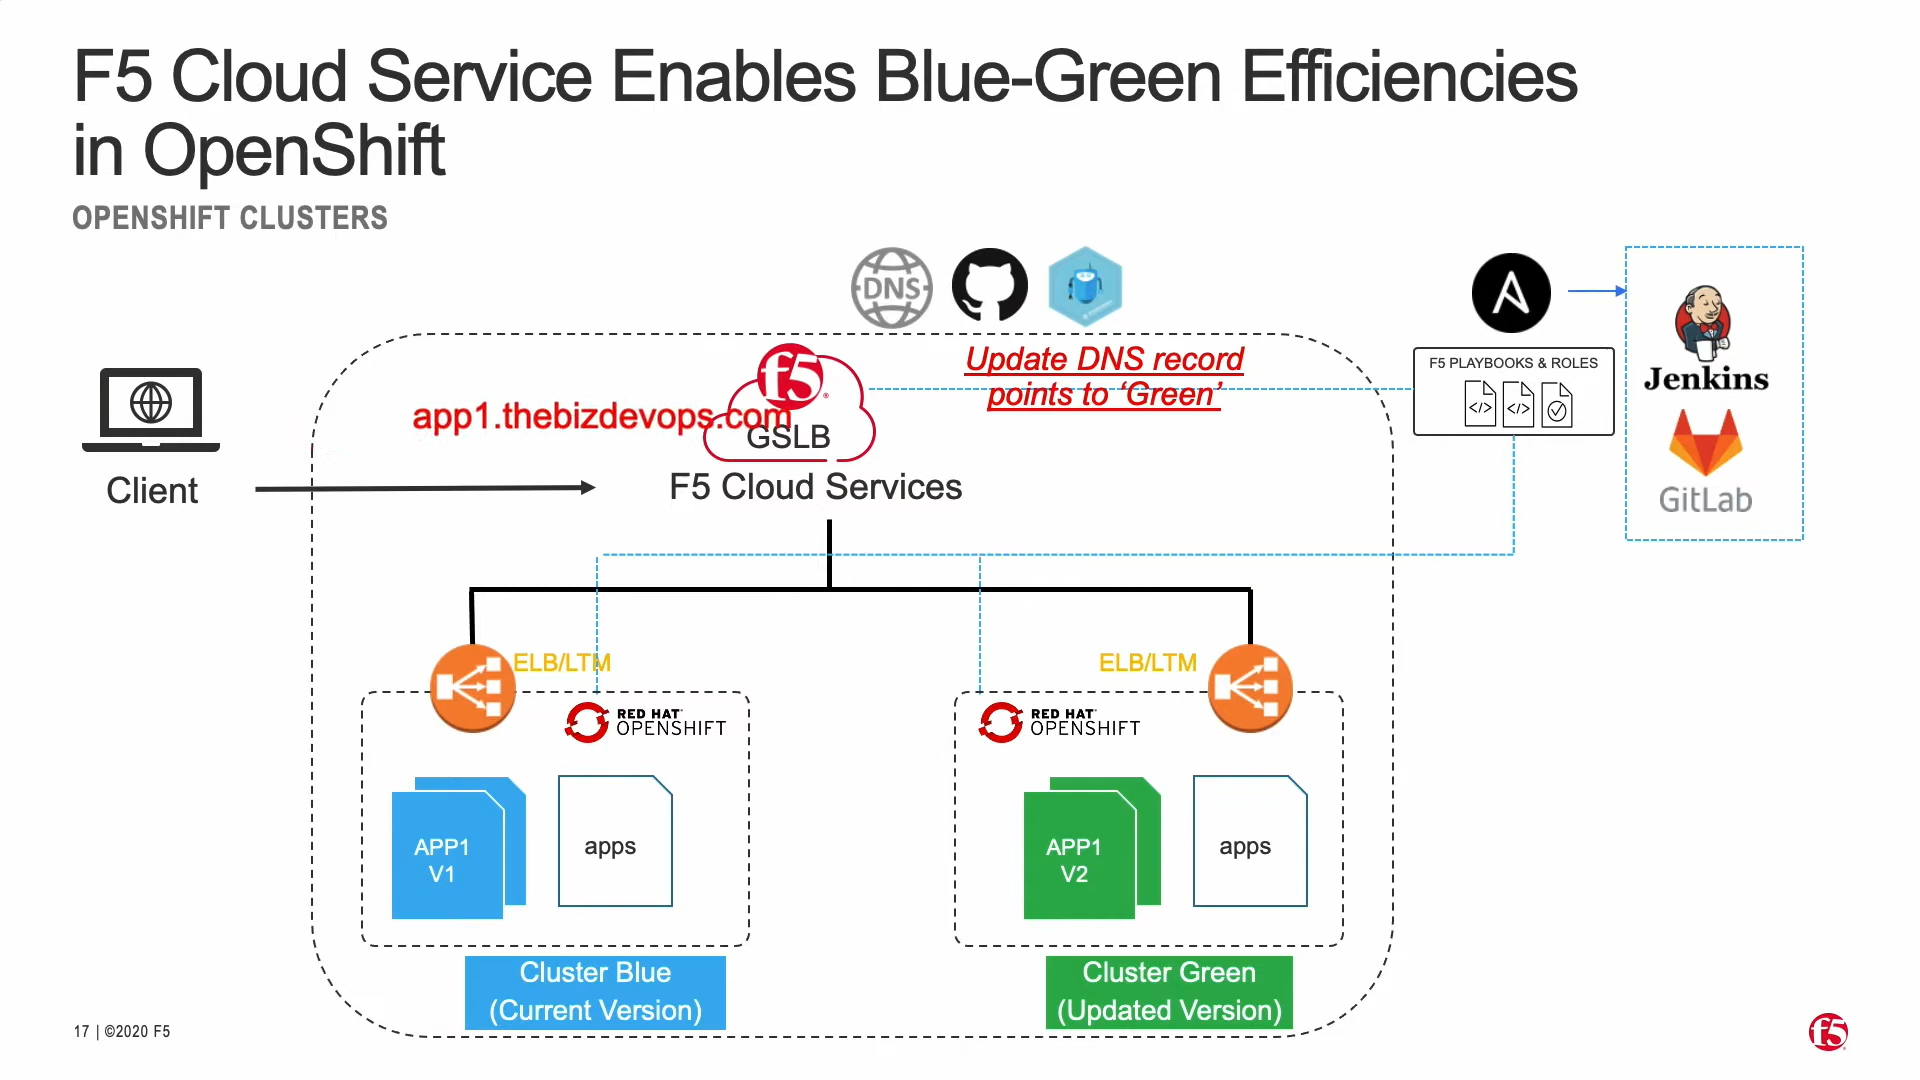 F5 Cloud Service Enables Blue-Green Efficiencies
in OpenShift
OPENSHIFT CLUSTERS
DNS
Update DNS record
points to ‘Green’
f5
app1.thebizdevops.com
GSLB
F5 Cloud Services
Client
A
F5 PLAYBOOKS & ROLES
Jenkins
GitLab
ELB/LTM
ELB/LTM
RED HAT
OPENSHIFT
RED HAT
OPENSHIFT
APP1
V1
apps
APP1
V2
apps
Cluster Blue
(Current Version)
Cluster Green
(Updated Version)
17 | ©2020 F5
f5